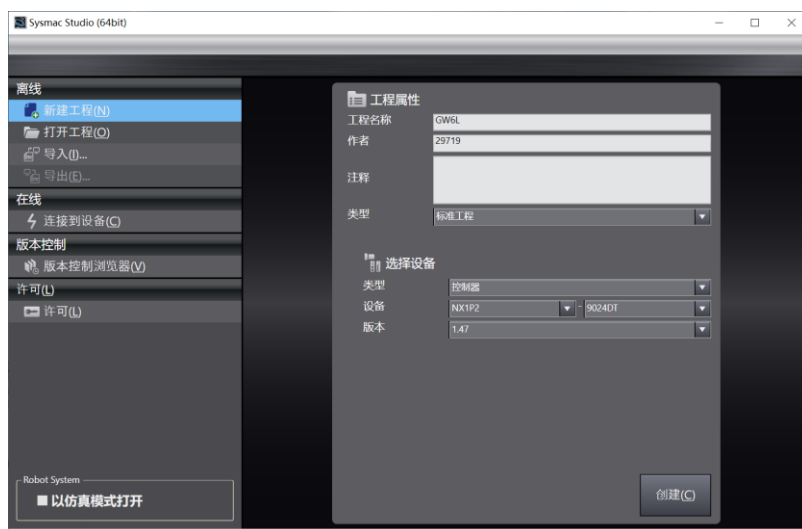 Sysmac Studio (64bit)
离线
新建工程(N)
打开工程(O)
导入(I)...
导出(E)...
在线
连接到设备(C)
版本控制
版本控制浏览器(V)
许可(L)
许可(L)
Robot System
以仿真模式打开
工程属性
工程名称 GW6L
作者 29719
注释
类型 标准工程
选择设备
类型 控制器
设备 NX1P2 - 9024DT
版本 1.47
创建(C)